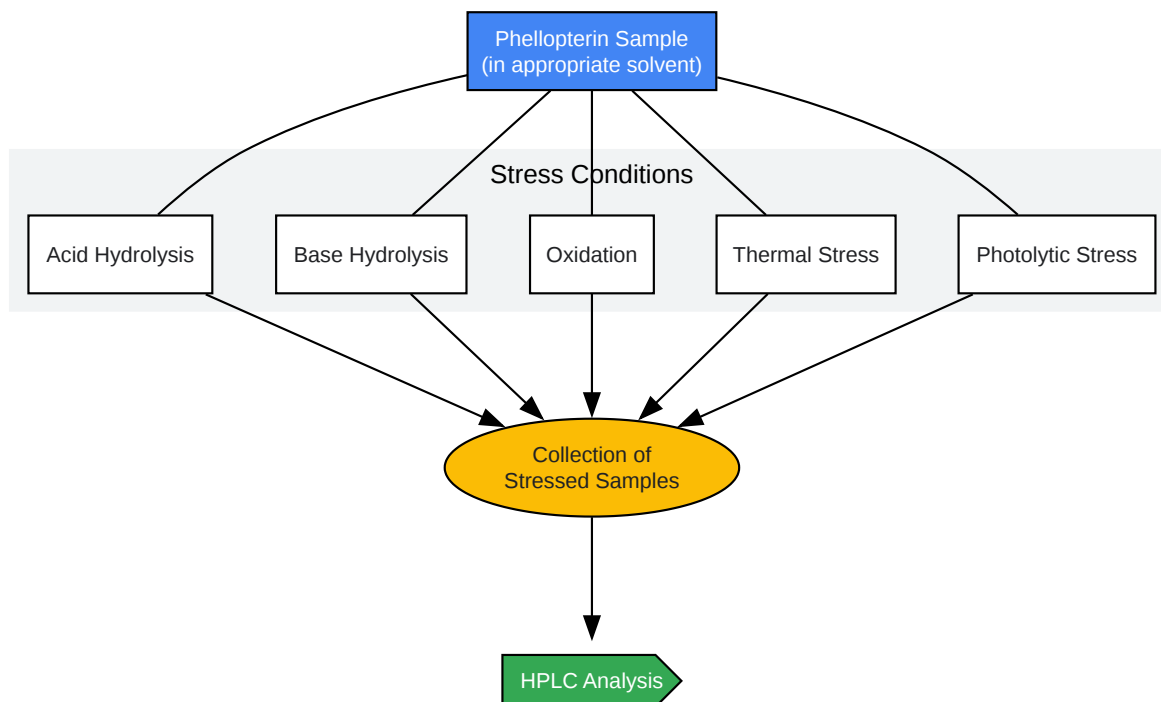 Phellopterin Sample
(in appropriate solvent)
Stress Conditions
Acid Hydrolysis
Base Hydrolysis
Oxidation
Thermal Stress
Photolytic Stress
Collection of
Stressed Samples
HPLC Analysis